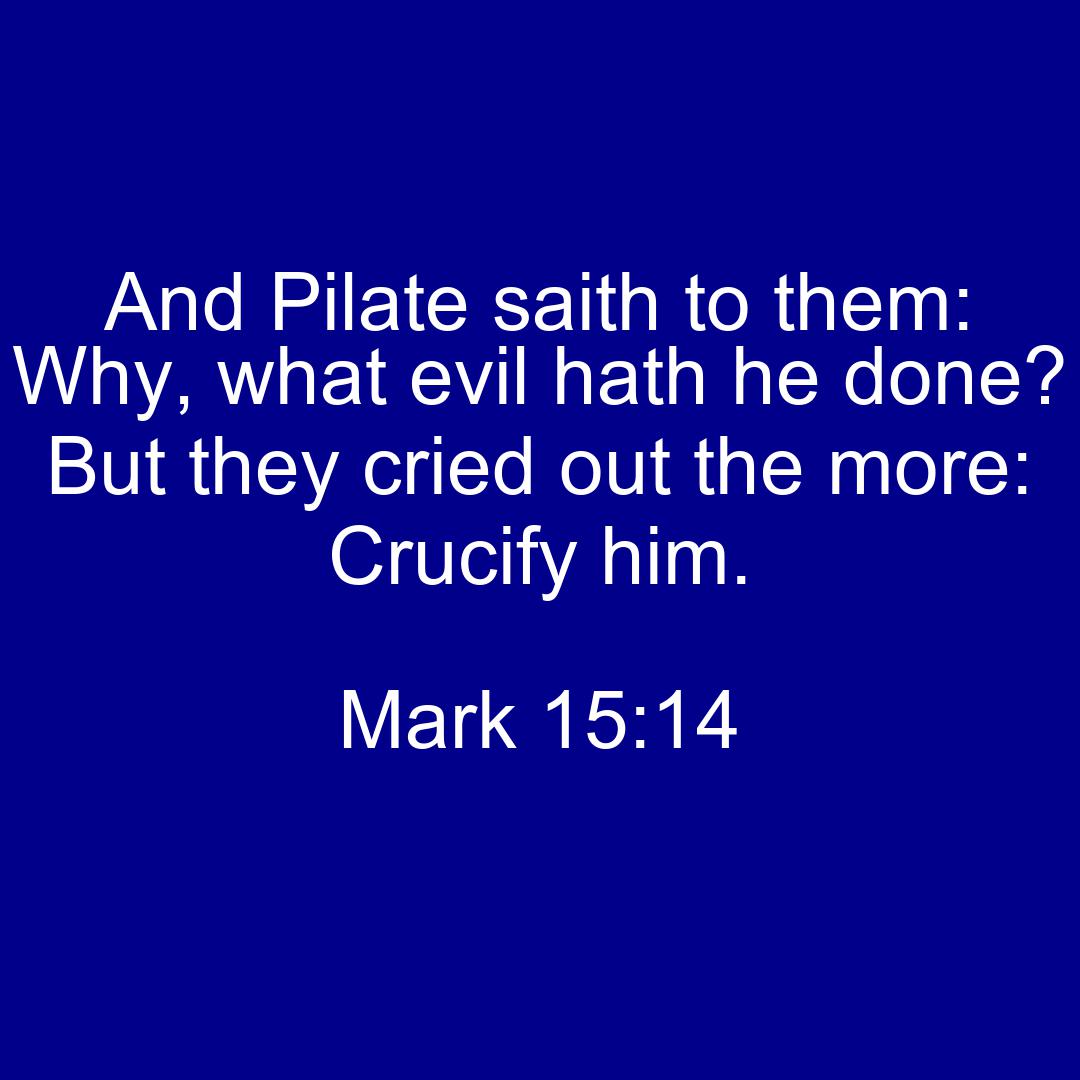 And Pilate saith to them:
Why, what evil hath he done?
But they cried out the more:
Crucify him.
Mark 15:14